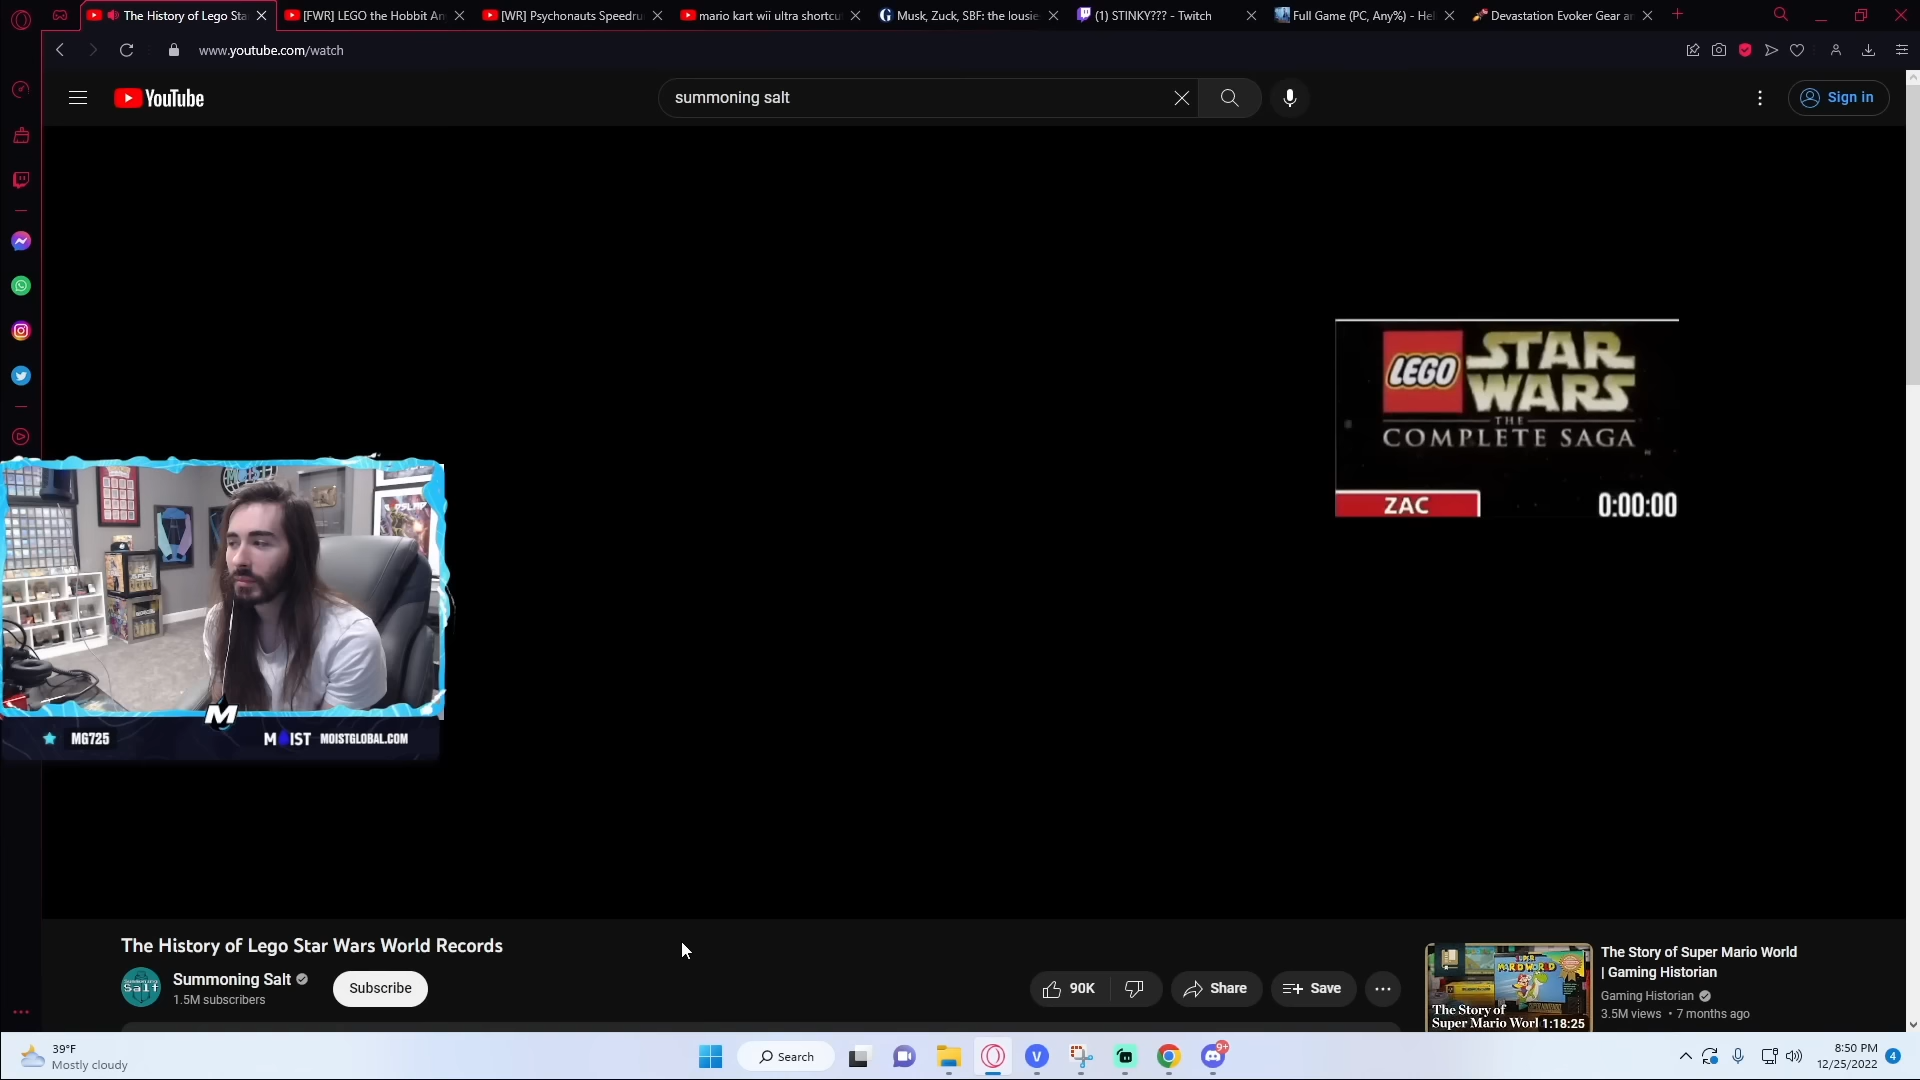 The History of Lego Sta
[FWR] LEGO the Hobbit An
[WR] Psychonauts Speedru
mario kart wii ultra shortcut
Musk, Zuck, SBF: the lousie
(1) STINKY??? - Twitch
Full Game (PC, Any%) - Hel
Devastation Evoker Gear an
www.youtube.com/watch
YouTube
summoning salt
Sign in
LEGO
STAR
WARS
THE
COMPLETE SAGA
ZAC
0:00:00
M
MG725
MOIST
MOISTGLOBAL.COM
The History of Lego Star Wars World Records
Summoning Salt
1.5M subscribers
Subscribe
90K
Share
Save
The Story of
Super Mario Worl
1:18:25
The Story of Super Mario World
| Gaming Historian
Gaming Historian
3.5M views • 7 months ago
39°F
Mostly cloudy
Search
V
9+
8:50 PM
12/25/2022
4